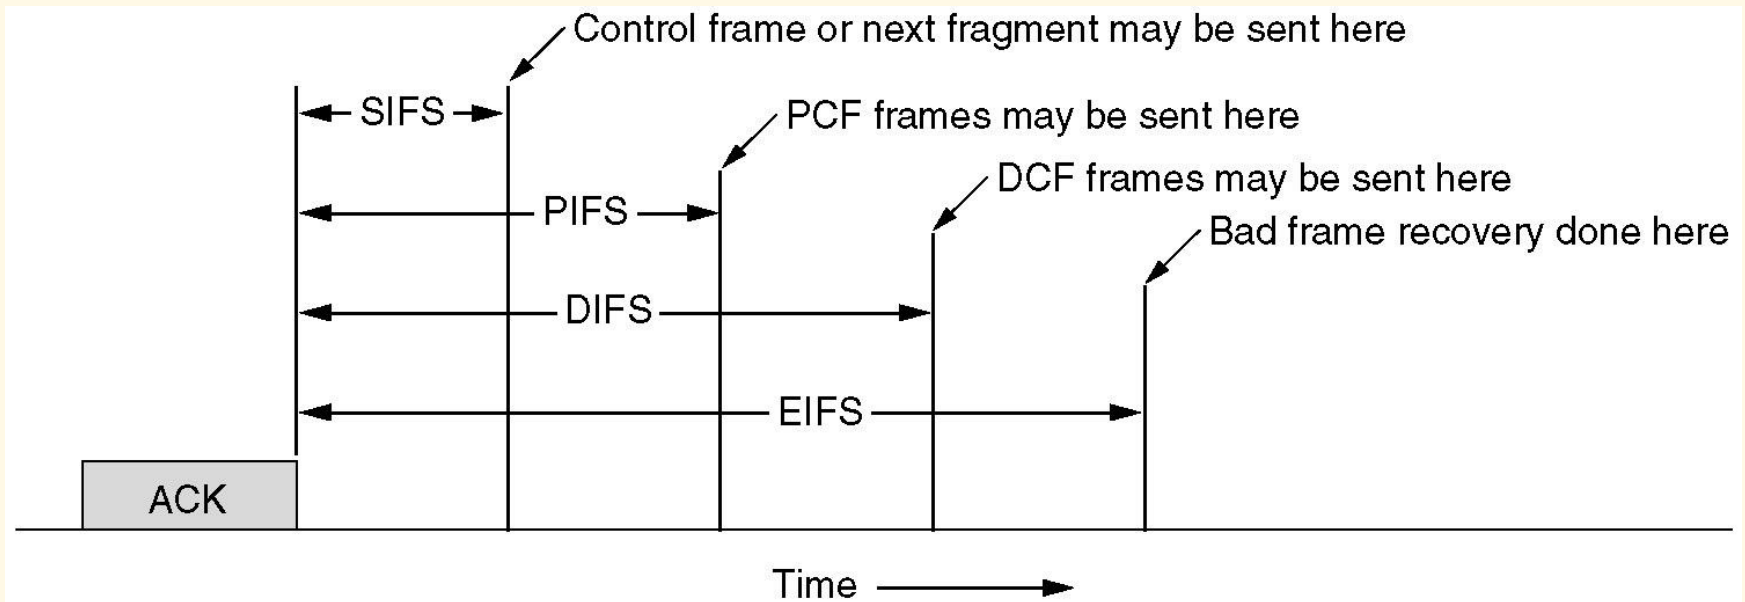 Control frame or next fragment may be sent here
SIFS
PCF frames may be sent here
DCF frames may be sent here
PIFS
Bad frame recovery done here
DIFS
EIFS
ACK
Time